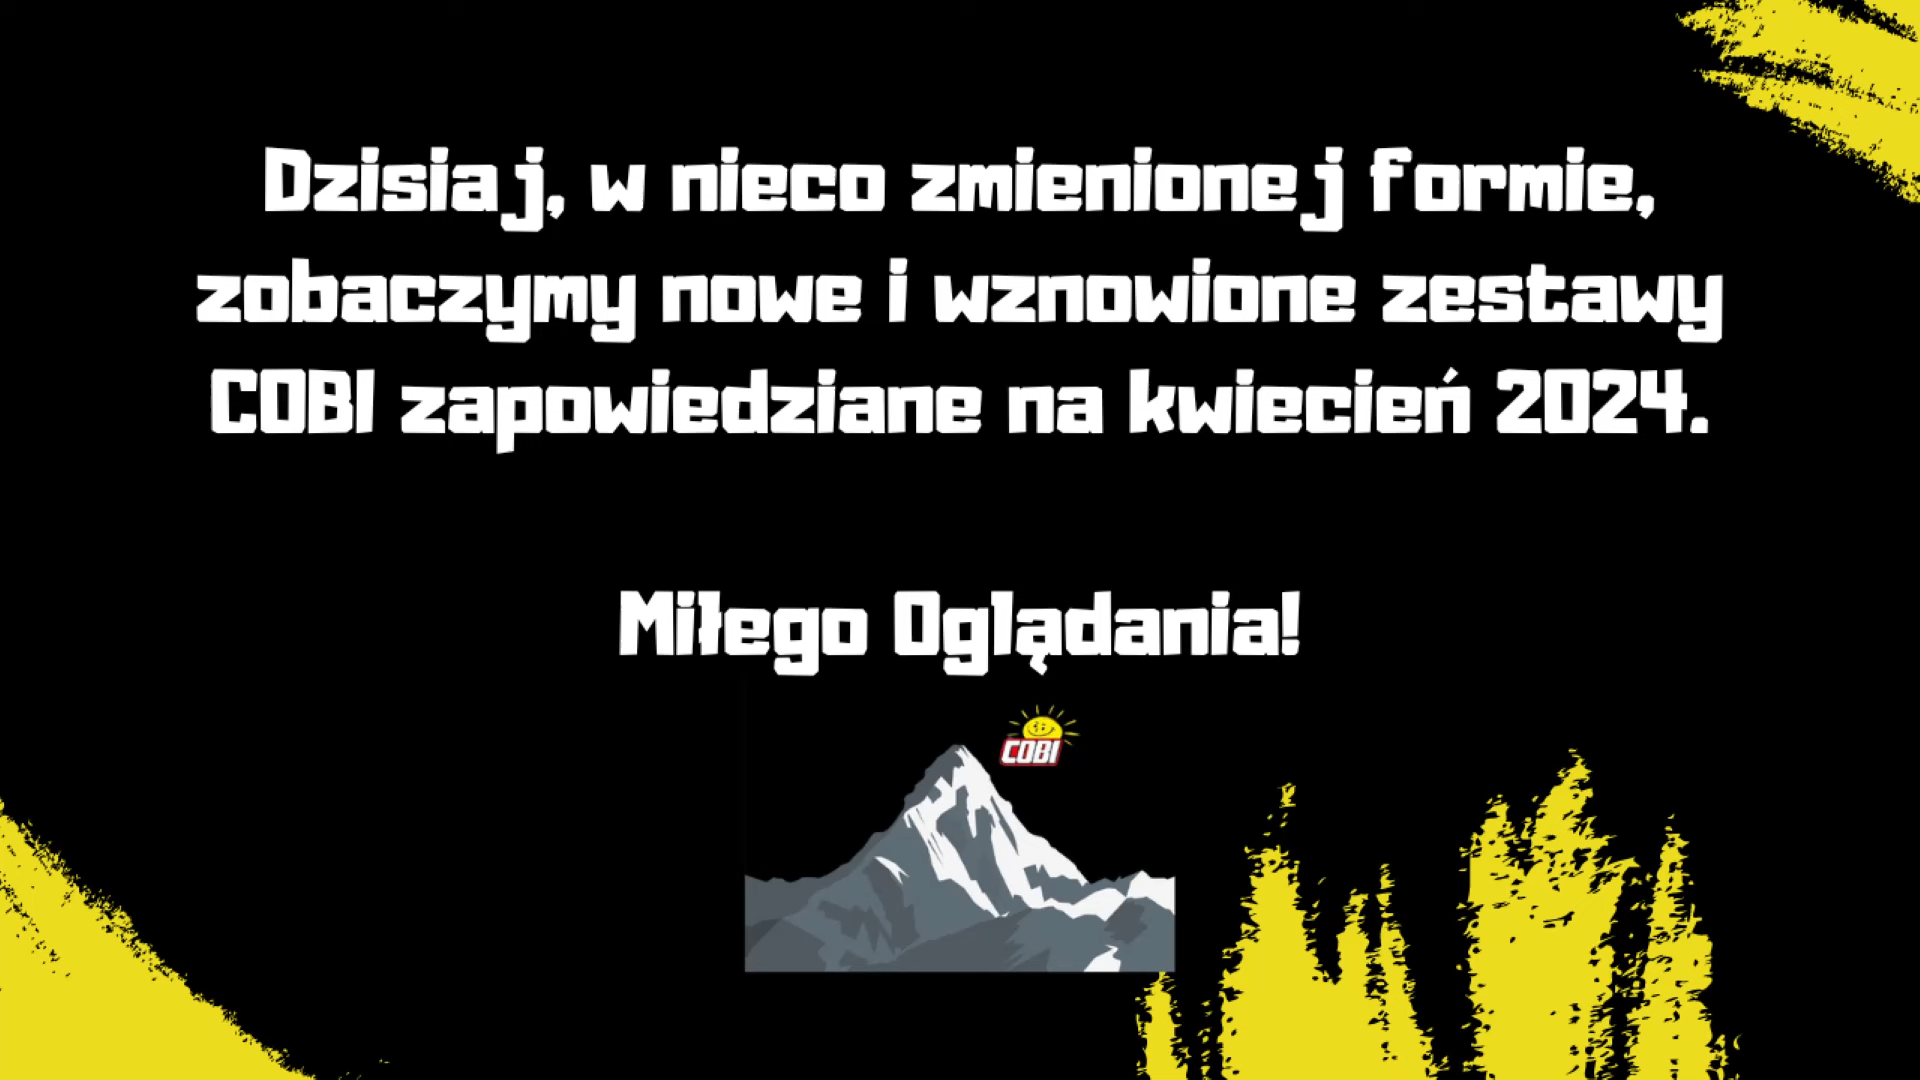 Dzisiaj, w nieco zmienionej formie,
zobaczymy nowe i wznowione zestawy
COBI zapowiedziane na kwiecień 2024.
Miłego Oglądania!
COBI